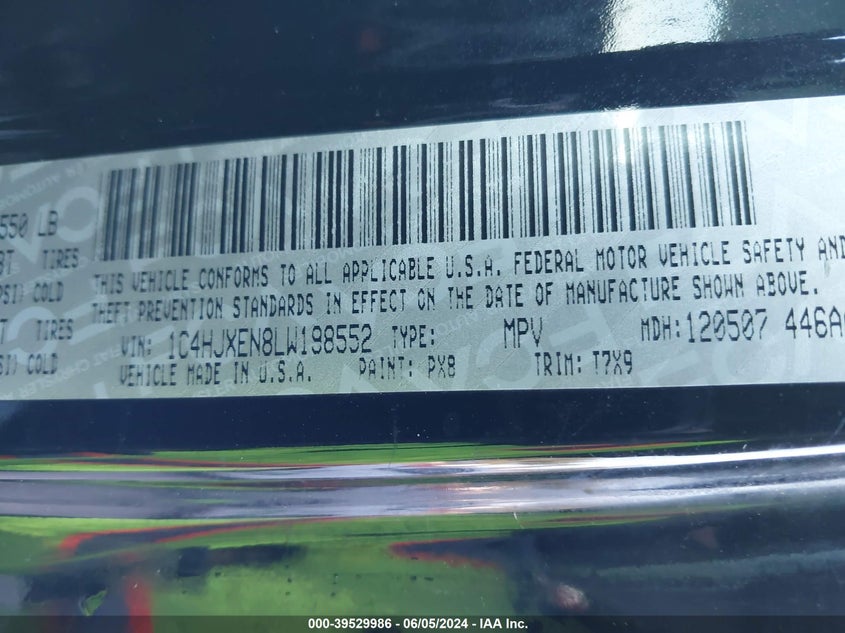 550 LB
TIRES
COLD
TIRES
COLD
THIS VEHICLE CONFORMS TO ALL APPLICABLE U.S.A. FEDERAL MOTOR VEHICLE SAFETY AND
THEFT PREVENTION STANDARDS IN EFFECT ON THE DATE OF MANUFACTURE SHOWN ABOVE.
VIN: 1C4HJXEN8LW198552 TYPE: MPV MDH: 120507 446A
VEHICLE MADE IN U.S.A. PAINT: PX8 TRIM: T7X9
000-39529986 - 06/05/2024 - IAA Inc.